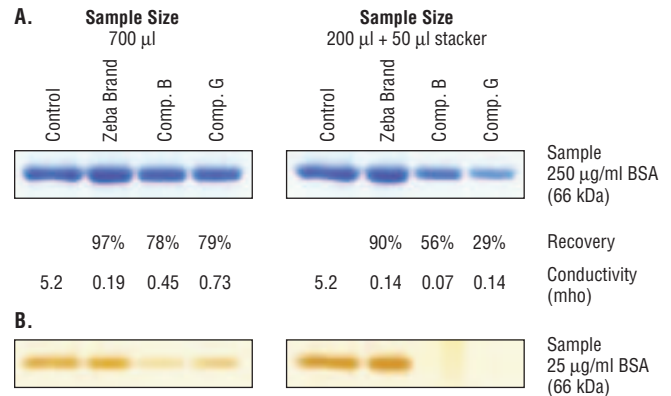 A.
Sample Size
700 µl
Sample Size
200 µl + 50 µl stacker
Control
Zeba Brand
Comp. B
Comp. G
Control
Zeba Brand
Comp. B
Comp. G
Sample
250 µg/ml BSA
(66 kDa)
97% 78% 79% 90% 56% 29% Recovery
5.2 0.19 0.45 0.73 5.2 0.14 0.07 0.14 Conductivity
(mho)
B.
Sample
25 µg/ml BSA
(66 kDa)